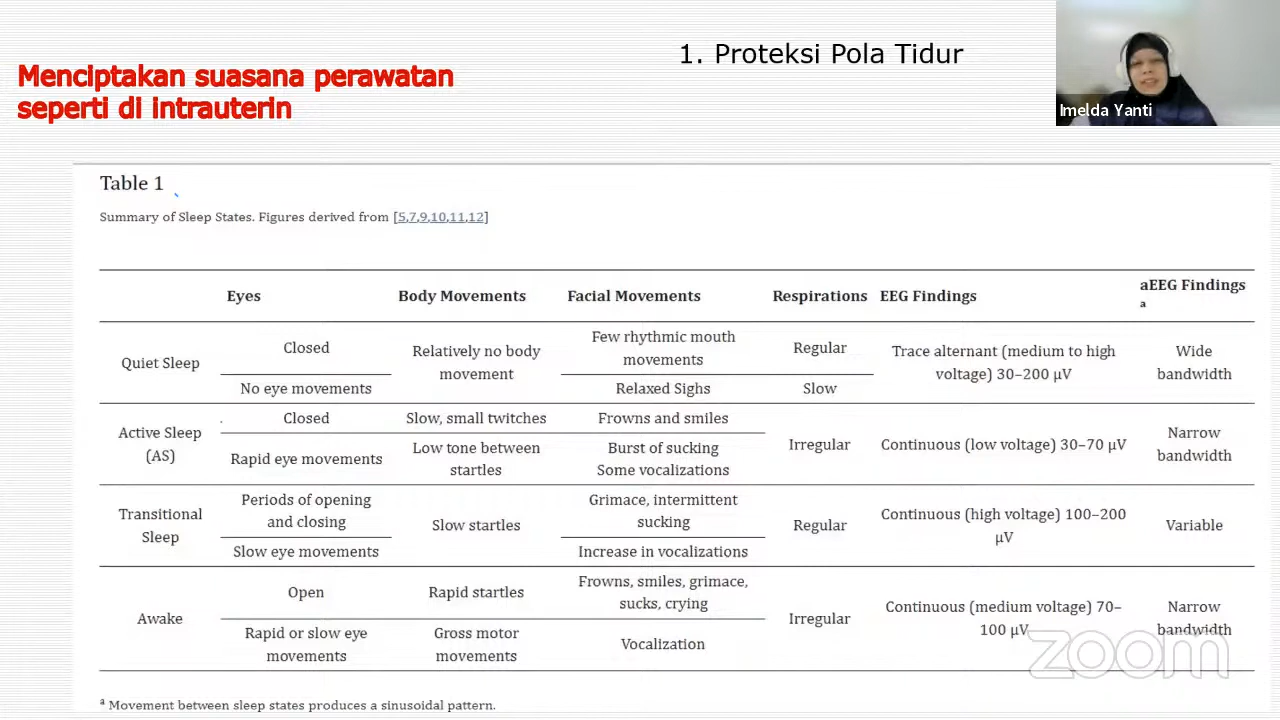 1. Proteksi Pola Tidur
Menciptakan suasana perawatan
seperti di intrauterin
Imelda Yanti
Table 1
Summary of Sleep States. Figures derived from [5,7,9,10,11,12]
Eyes Body Movements Facial Movements Respirations EEG Findings aEEG Findings a
Quiet Sleep
Closed
No eye movements
Relatively no body
movement
Few rhythmic mouth
movements
Relaxed Sighs
Regular
Slow
Trace alternant (medium to high
voltage) 30–200 μV
Wide
bandwidth
Active Sleep
(AS)
Closed
Rapid eye movements
Slow, small twitches
Low tone between
startles
Frowns and smiles
Burst of sucking
Some vocalizations
Irregular
Continuous (low voltage) 30–70 μV
Narrow
bandwidth
Transitional
Sleep
Periods of opening
and closing
Slow eye movements
Slow startles
Grimace, intermittent
sucking
Increase in vocalizations
Regular
Continuous (high voltage) 100–200
μV
Variable
Awake
Open
Rapid or slow eye
movements
Rapid startles
Gross motor
movements
Frowns, smiles, grimace,
sucks, crying
Vocalization
Irregular
Continuous (medium voltage) 70–
100 μV
Narrow
bandwidth
zoom
a Movement between sleep states produces a sinusoidal pattern.